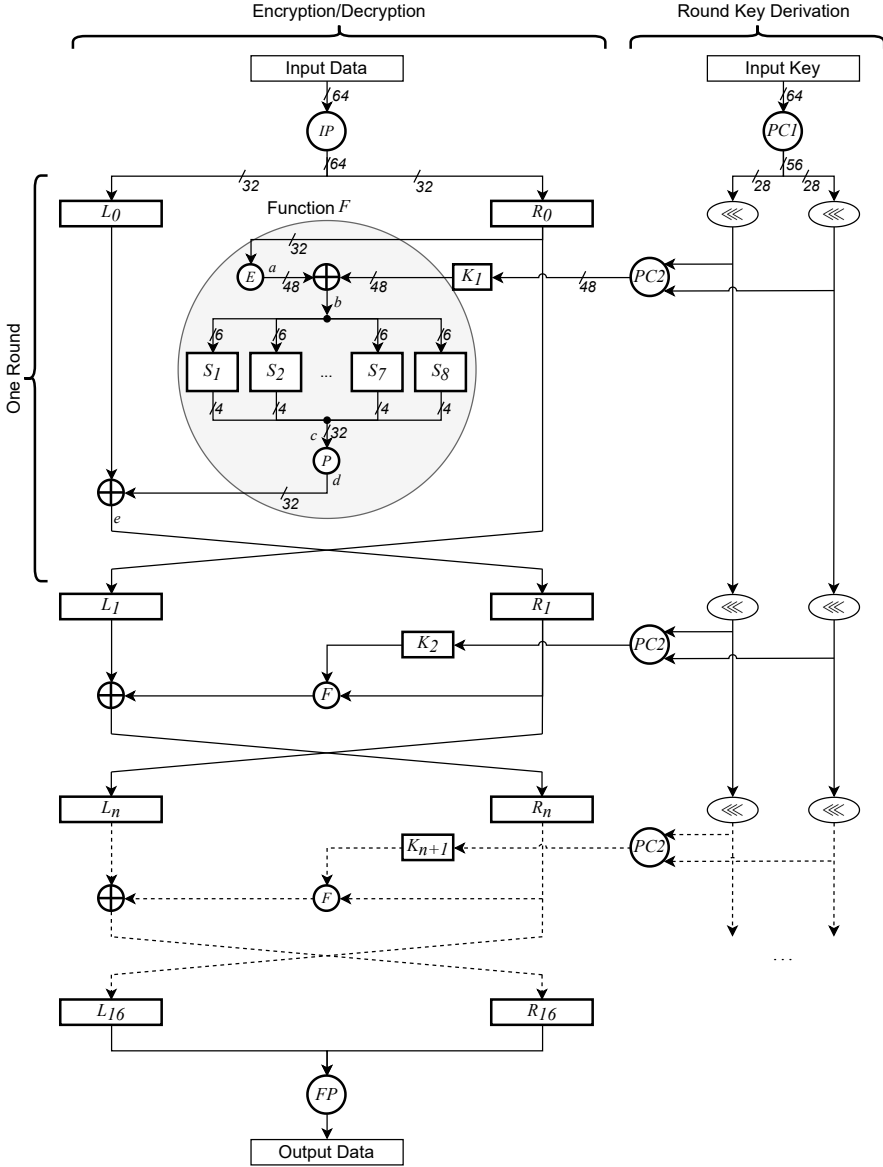 Encryption/Decryption
Round Key Derivation
Input Data
Input Key
64
64
IP
PC1
64
56
32
32
28
28
One Round
L0
Function F
R0
<<<
<<<
32
E
a
48
48
K1
48
PC2
b
6
6
6
6
S1
S2
...
S7
S8
4
4
4
4
c
32
P
d
32
e
L1
R1
<<<
<<<
K2
PC2
F
Ln
Rn
<<<
<<<
Kn+1
PC2
F
...
L16
R16
FP
Output Data